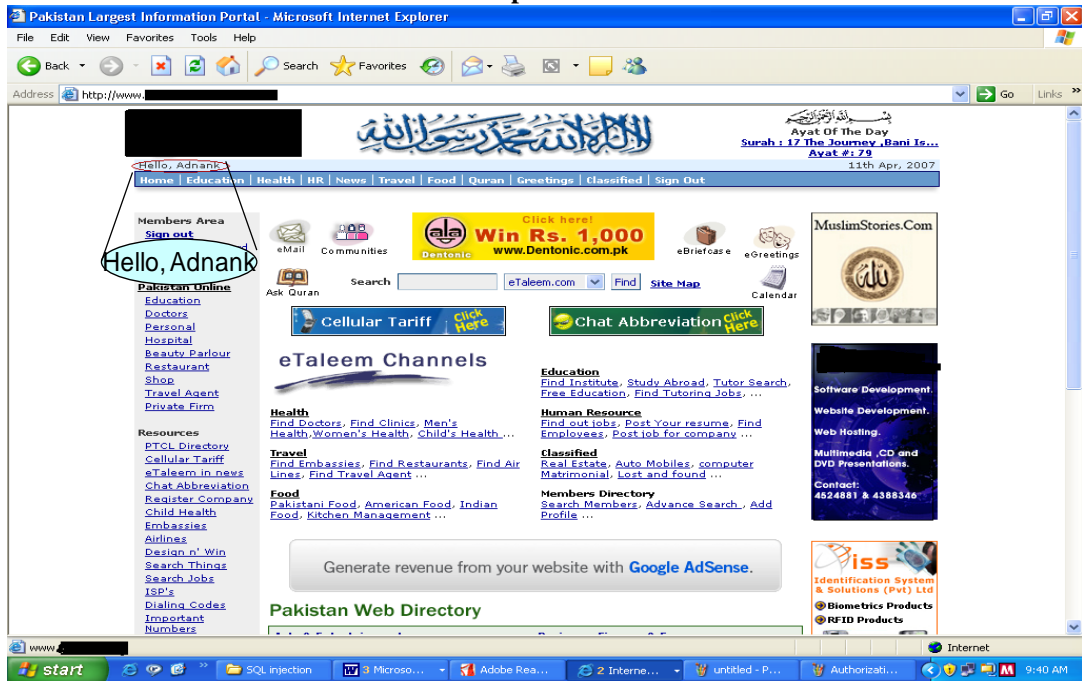 Pakistan Largest Information Portal - Microsoft Internet Explorer
File Edit View Favorites Tools Help
Back Search Favorites
Address http://www. Go Links »
لا إله إلا الله محمد رسول الله
بسم الله الرحمن الرحيم
Ayat Of The Day
Surah : 17 The Journey ,Bani Is...
Ayat #: 79
Hello, Adnank
11th Apr, 2007
Home | Education | Health | HR | News | Travel | Food | Quran | Greetings | Classified | Sign Out
Members Area
Sign out
Hello, Adnank
Pakistan Online
Education
Doctors
Personal
Hospital
Beauty Parlour
Restaurant
Shop
Travel Agent
Private Firm
Resources
PTCL Directory
Cellular Tariff
eTaleem in news
Chat Abbreviation
Register Company
Child Health
Embassies
Airlines
Design n' Win
Search Things
Search Jobs
ISP's
Dialing Codes
Important
Numbers
eMail
Communities
ala
Dentonic
Click here!
Win Rs. 1,000
www.Dentonic.com.pk
eBriefcase
eGreetings
Ask Quran
Search eTaleem.com Find Site Map
Calendar
Cellular Tariff Click Here
Chat Abbreviation Click Here
eTaleem Channels
Health
Find Doctors, Find Clinics, Men's
Health,Women's Health, Child's Health ...
Travel
Find Embassies, Find Restaurants, Find Air
Lines, Find Travel Agent ...
Food
Pakistani Food, American Food, Indian
Food, Kitchen Management ...
Education
Find Institute, Study Abroad, Tutor Search,
Free Education, Find Tutoring Jobs, ...
Human Resource
Find out jobs, Post Your resume, Find
Employees, Post job for company ...
Classified
Real Estate, Auto Mobiles, computer
Matrimonial, Lost and found ...
Members Directory
Search Members, Advance Search , Add
Profile ...
Generate revenue from your website with Google AdSense.
Pakistan Web Directory
MuslimStories.Com
الله
Software Development.
Website Development.
Web Hosting.
Multimedia ,CD and
DVD Presentations.
Contact:
4524881 & 4388346
iss
Identification System
& Solutions (Pvt) Ltd
Biometrics Products
RFID Products
www.
Internet
start
»
SQL injection
3 Microso...
Adobe Rea...
2 Interne...
untitled - P...
Authorizati...
9:40 AM